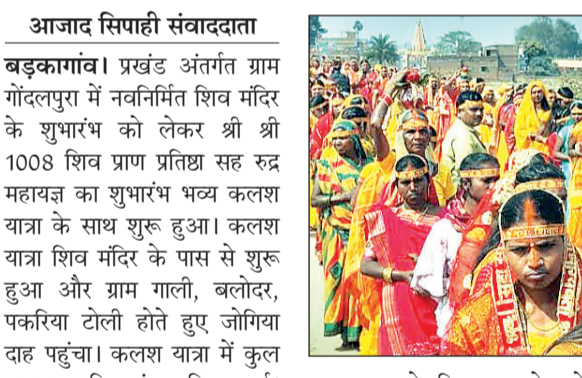 आजाद सिपाही संवाददाता
बड़कागांव। प्रखंड अंतर्गत ग्राम
गोंदलपुरा में नवनिर्मित शिव मंदिर
के शुभारंभ को लेकर श्री श्री
1008 शिव प्राण प्रतिष्ठा सह रुद्र
महायज्ञ का शुभारंभ भव्य कलश
यात्रा के साथ शुरू हुआ। कलश
यात्रा शिव मंदिर के पास से शुरू
हुआ और ग्राम गाली, बलोदर,
पकरिया टोली होते हुए जोगिया
दाह पहुंचा। कलश यात्रा में कुल